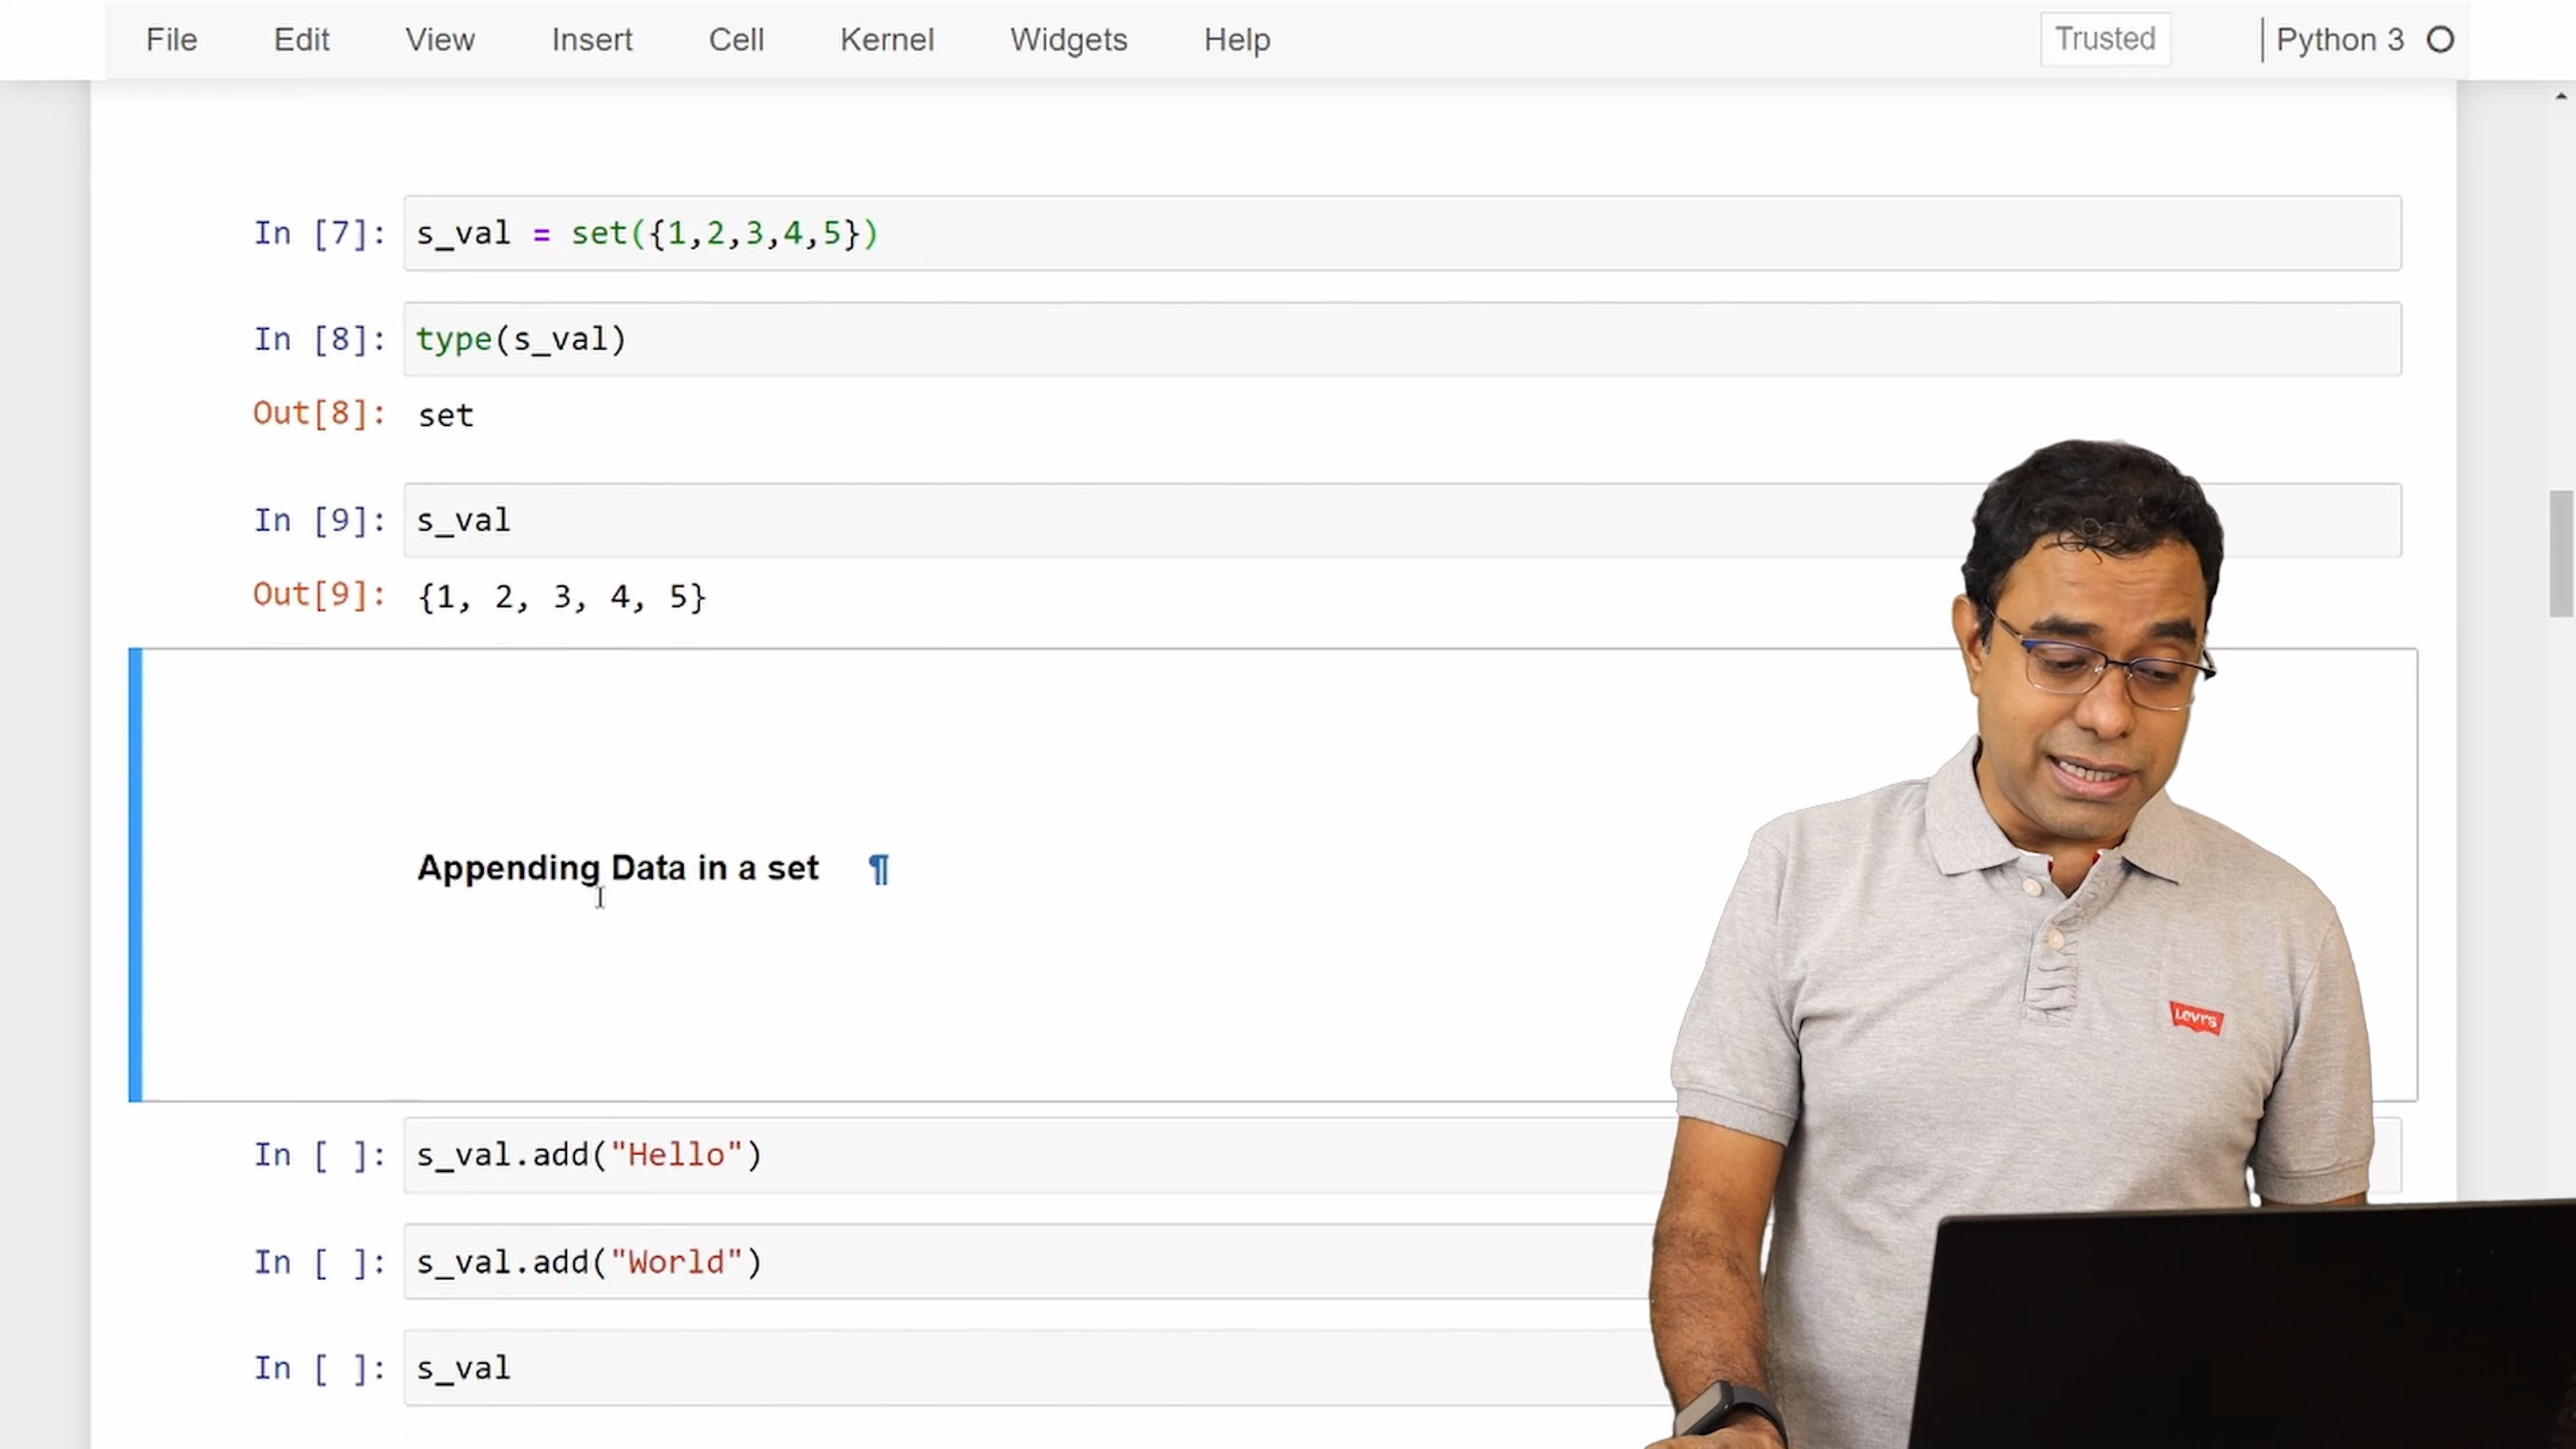 File Edit View Insert Cell Kernel Widgets Help Trusted Python 3
In [7]: s_val = set({1,2,3,4,5})
In [8]: type(s_val)
Out[8]: set
In [9]: s_val
Out[9]: {1, 2, 3, 4, 5}
Appending Data in a set ¶
In [ ]: s_val.add("Hello")
In [ ]: s_val.add("World")
In [ ]: s_val
Levi's